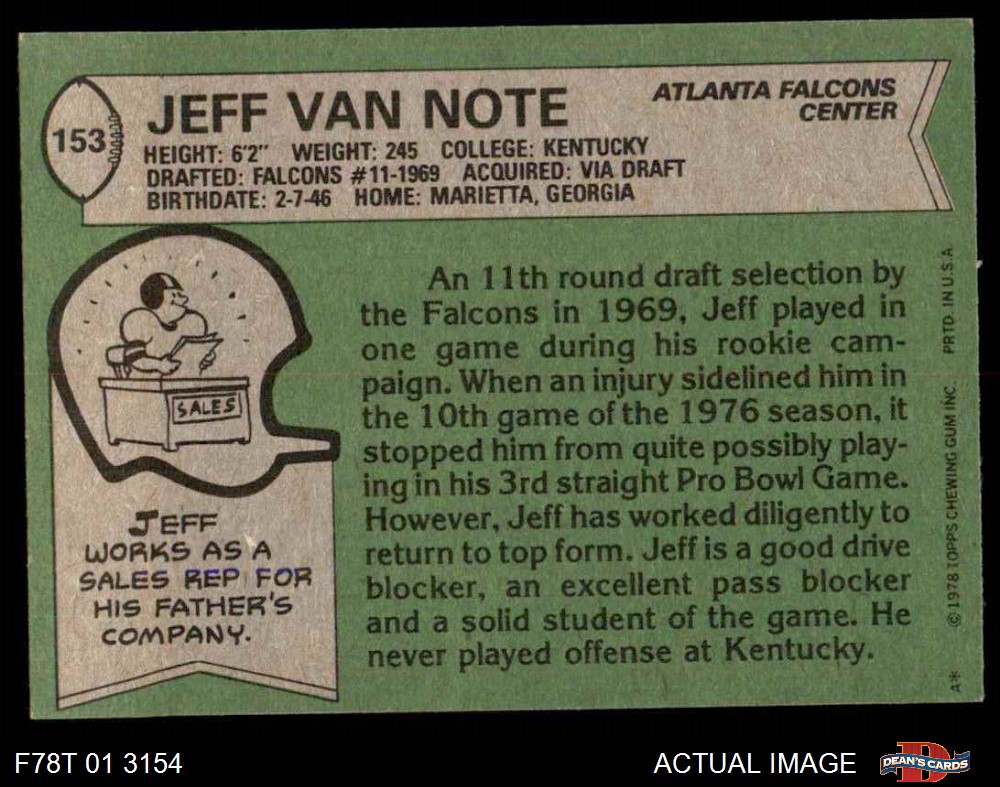 153
JEFF VAN NOTE
ATLANTA FALCONS
CENTER
HEIGHT: 6'2" WEIGHT: 245 COLLEGE: KENTUCKY
DRAFTED: FALCONS #11-1969 ACQUIRED: VIA DRAFT
BIRTHDATE: 2-7-46 HOME: MARIETTA, GEORGIA
SALES
JEFF
WORKS AS A
SALES REP FOR
HIS FATHER'S
COMPANY.
An 11th round draft selection by
the Falcons in 1969, Jeff played in
one game during his rookie cam-
paign. When an injury sidelined him in
the 10th game of the 1976 season, it
stopped him from quite possibly play-
ing in his 3rd straight Pro Bowl Game.
However, Jeff has worked diligently to
return to top form. Jeff is a good drive
blocker, an excellent pass blocker
and a solid student of the game. He
never played offense at Kentucky.
A* © 1978 TOPPS CHEWING GUM INC. PRTD. IN U.S.A.
F78T 01 3154
ACTUAL IMAGE
D
DEAN'S CARDS